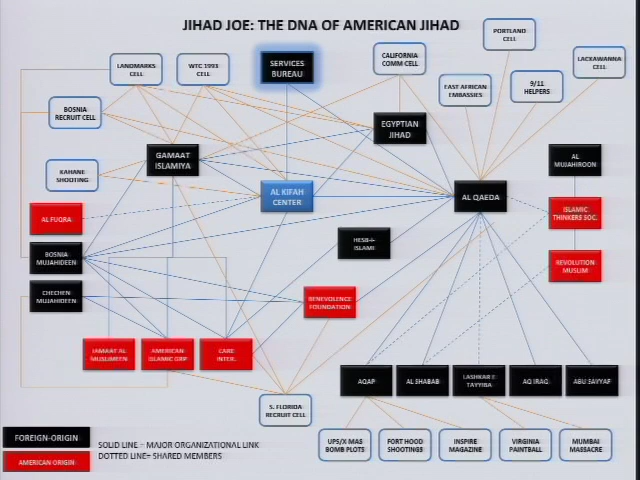 JIHAD JOE: THE DNA OF AMERICAN JIHAD
PORTLAND
CELL
LANDMARKS
CELL
WTC 1993
CELL
SERVICES
BUREAU
CALIFORNIA
COMM CELL
LACKAWANNA
CELL
EAST AFRICAN
EMBASSIES
9/11
HELPERS
BOSNIA
RECRUIT CELL
EGYPTIAN
JIHAD
GAMAAT
ISLAMIYA
AL
MUJAHIROON
KAHANE
SHOOTING
AL KIFAH
CENTER
AL QAEDA
AL FUQRA
ISLAMIC
THINKERS SOC.
HESB-I-
ISLAMI
BOSNIA
MUJAHIDEEN
REVOLUTION
MUSLIM
CHECHEN
MUJAHIDEEN
BENEVOLENCE
FOUNDATION
JAMAAT AL
MUSLIMEEN
AMERICAN
ISLAMIC GRP
CARE
INT'L
AQAP
AL SHABAB
LASHKAR E
TAYYIBA
AQ IRAQ
ABU SAYYAF
S. FLORIDA
RECRUIT CELL
FOREIGN-ORIGIN
SOLID LINE – MAJOR ORGANIZATIONAL LINK
DOTTED LINE= SHARED MEMBERS
AMERICAN ORIGIN
UPS/X-MAS
BOMB PLOTS
FORT HOOD
SHOOTINGS
INSPIRE
MAGAZINE
VIRGINIA
PAINTBALL
MUMBAI
MASSACRE